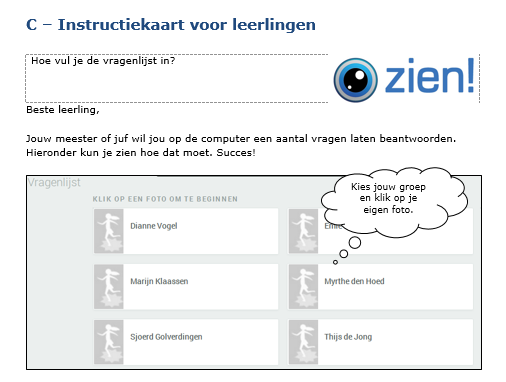 C – Instructiekaart voor leerlingen
Hoe vul je de vragenlijst in?
zien!
Beste leerling,
Jouw meester of juf wil jou op de computer een aantal vragen laten beantwoorden.
Hieronder kun je zien hoe dat moet. Succes!
Vragenlijst
KLIK OP EEN FOTO OM TE BEGINNEN
Kies jouw groep
en klik op je
eigen foto.
Dianne Vogel
Marijn Klaassen
Myrthe den Hoed
Sjoerd Golverdingen
Thijs de Jong